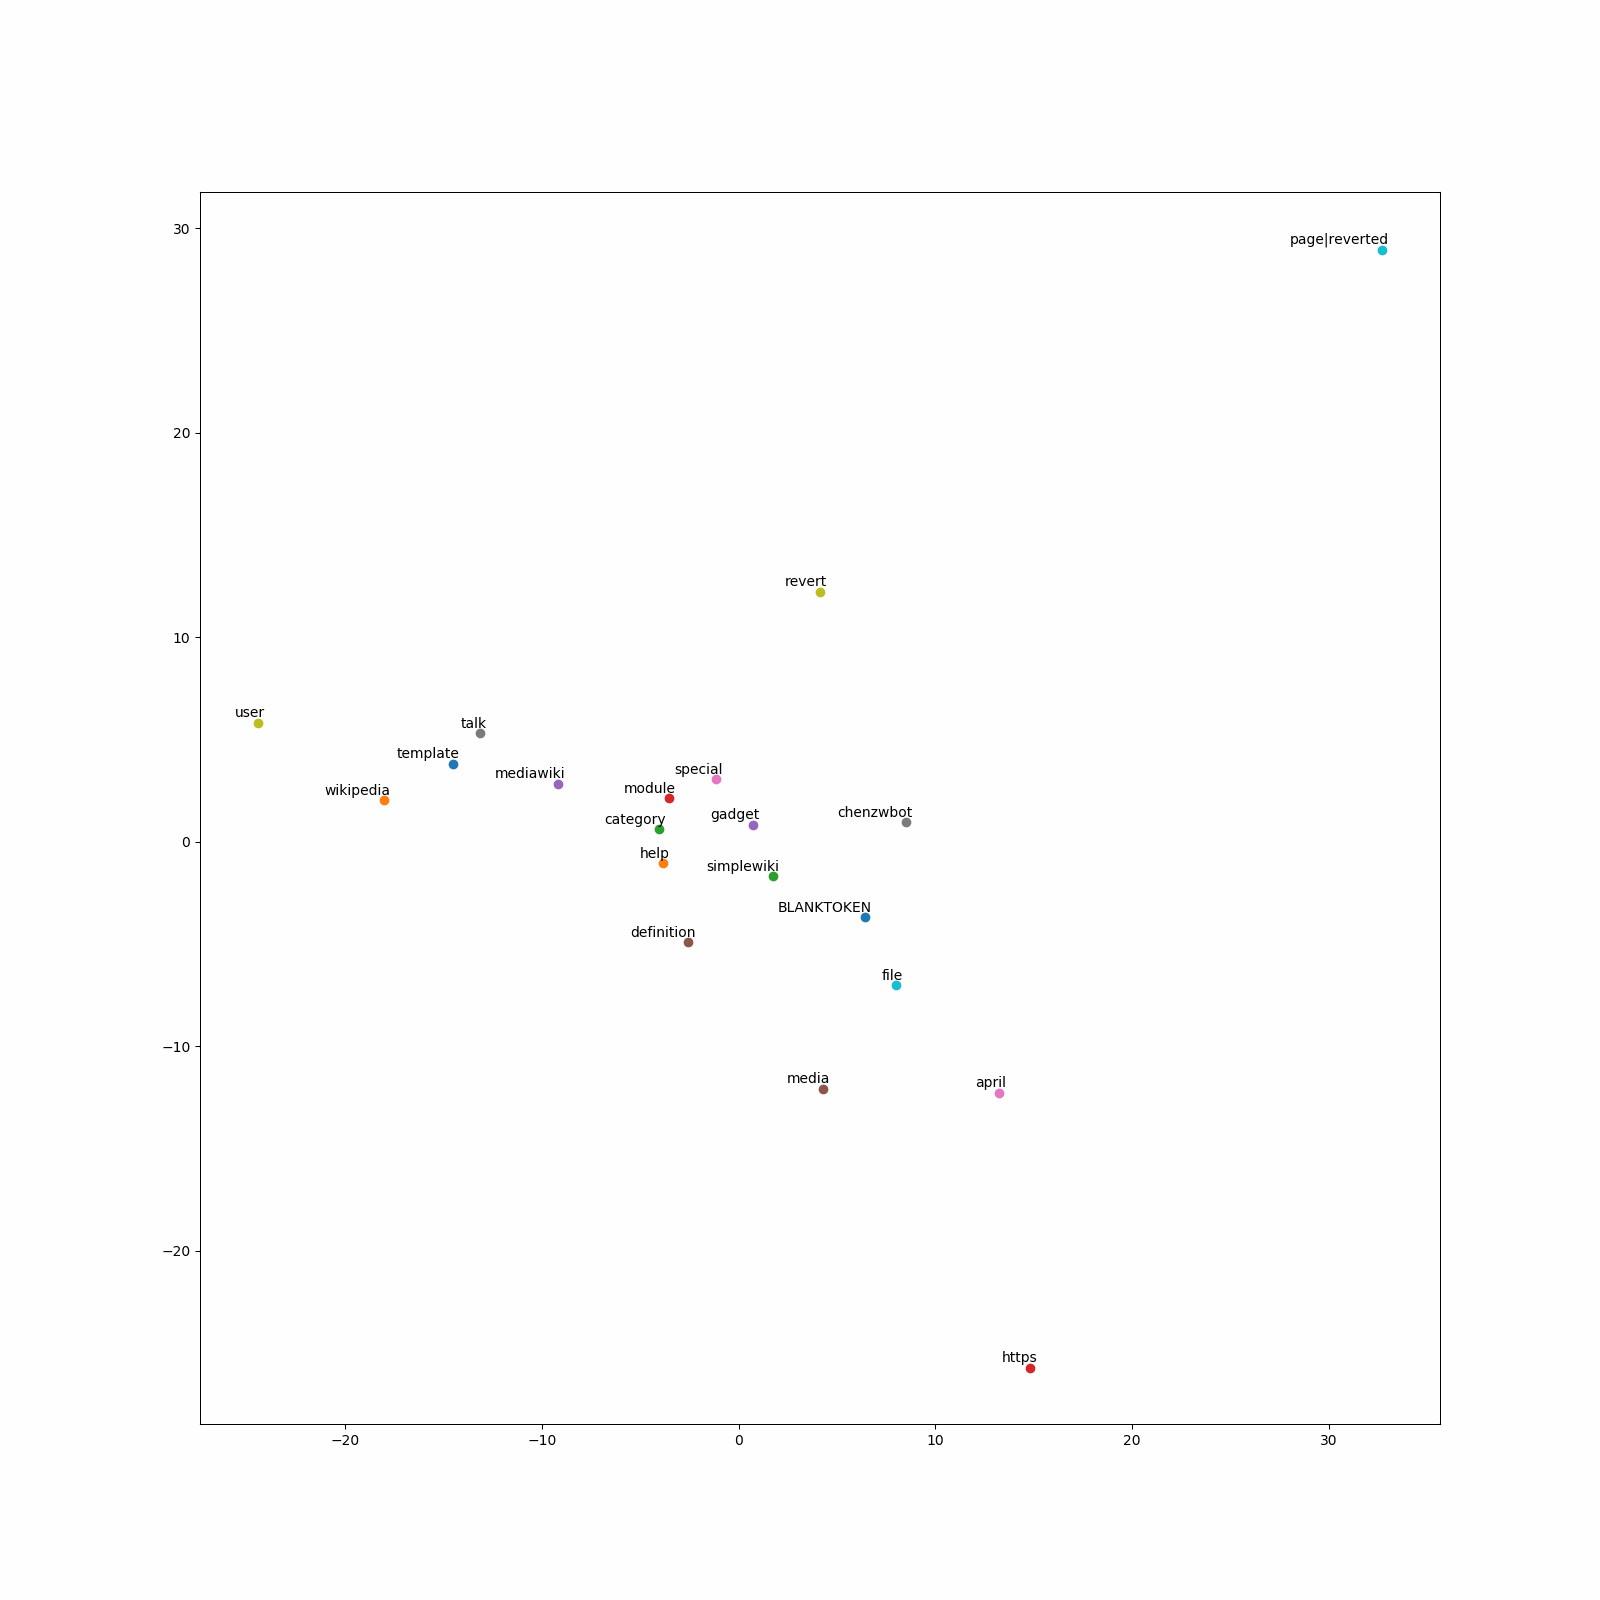 30
page|reverted
20
revert
10
user
talk
template
mediawiki
special
wikipedia
module
category
gadget
chenzwbot
0
help
simplewiki
BLANKTOKEN
definition
file
−10
media
april
−20
https
−20 −10 0 10 20 30